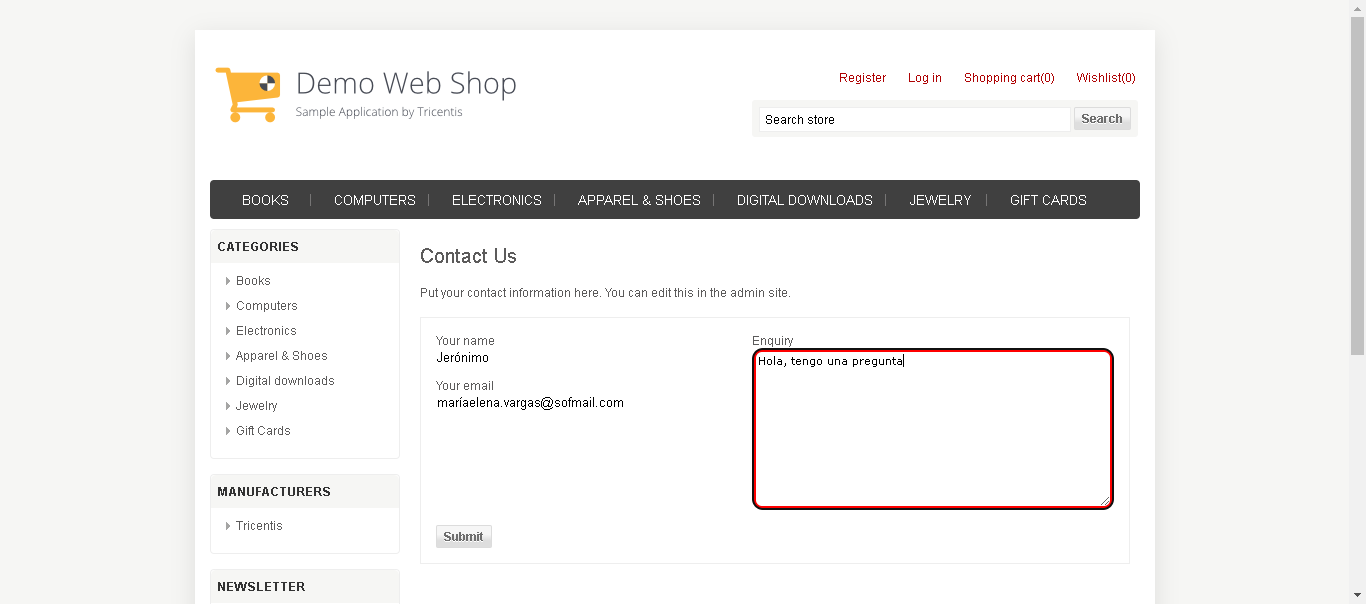 Demo Web Shop
Sample Application by Tricentis
Register Log in Shopping cart(0) Wishlist(0)
Search store Search
BOOKS COMPUTERS ELECTRONICS APPAREL & SHOES DIGITAL DOWNLOADS JEWELRY GIFT CARDS
CATEGORIES
Books
Computers
Electronics
Apparel & Shoes
Digital downloads
Jewelry
Gift Cards
MANUFACTURERS
Tricentis
NEWSLETTER
Contact Us
Put your contact information here. You can edit this in the admin site.
Your name
Jerónimo
Your email
maríaelena.vargas@sofmail.com
Enquiry
Hola, tengo una pregunta
Submit